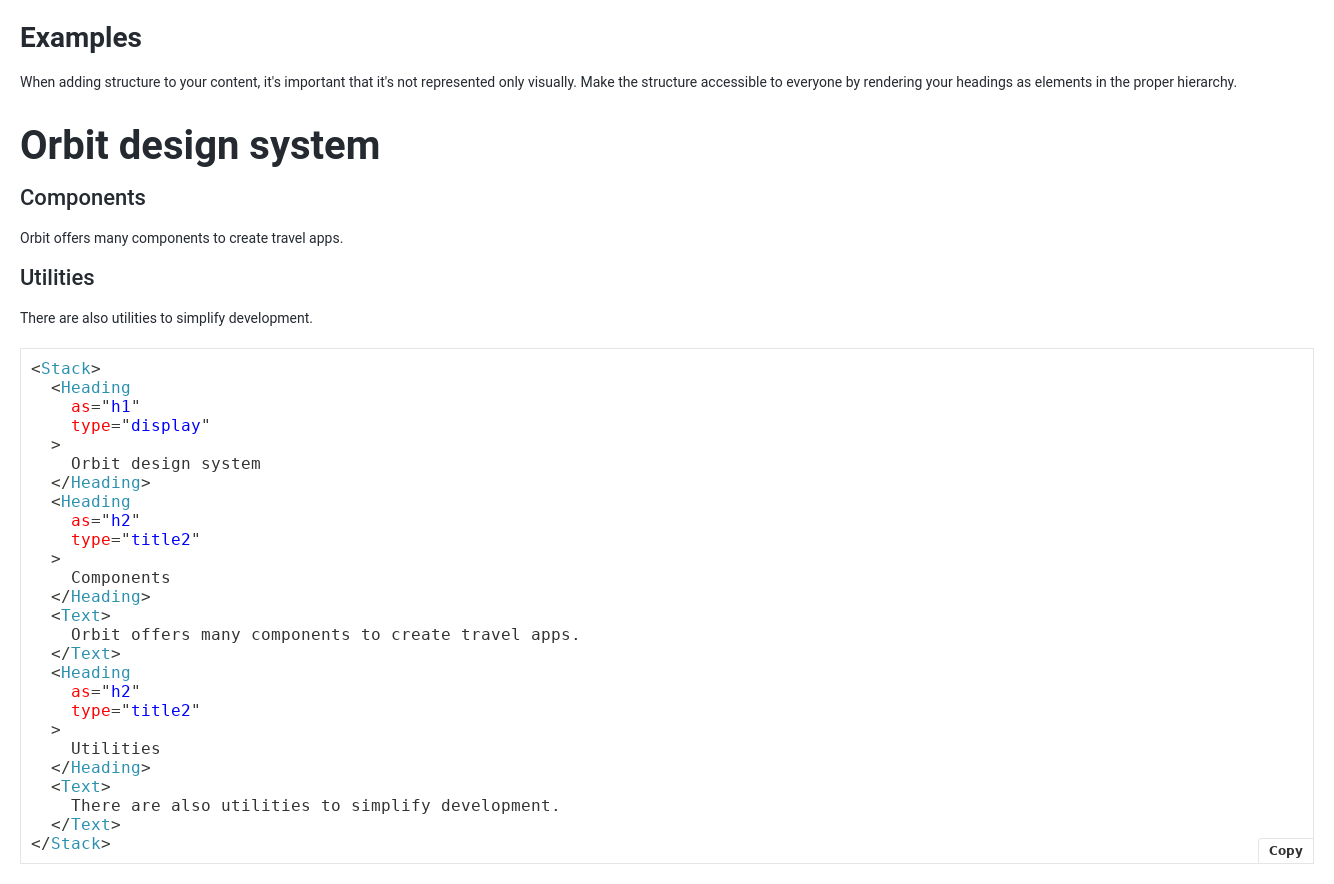 Examples
When adding structure to your content, it's important that it's not represented only visually. Make the structure accessible to everyone by rendering your headings as elements in the proper hierarchy.
Orbit design system
Components
Orbit offers many components to create travel apps.
Utilities
There are also utilities to simplify development.
<Stack>
  <Heading
    as="h1"
    type="display"
  >
    Orbit design system
  </Heading>
  <Heading
    as="h2"
    type="title2"
  >
    Components
  </Heading>
  <Text>
    Orbit offers many components to create travel apps.
  </Text>
  <Heading
    as="h2"
    type="title2"
  >
    Utilities
  </Heading>
  <Text>
    There are also utilities to simplify development.
  </Text>
</Stack>
Copy